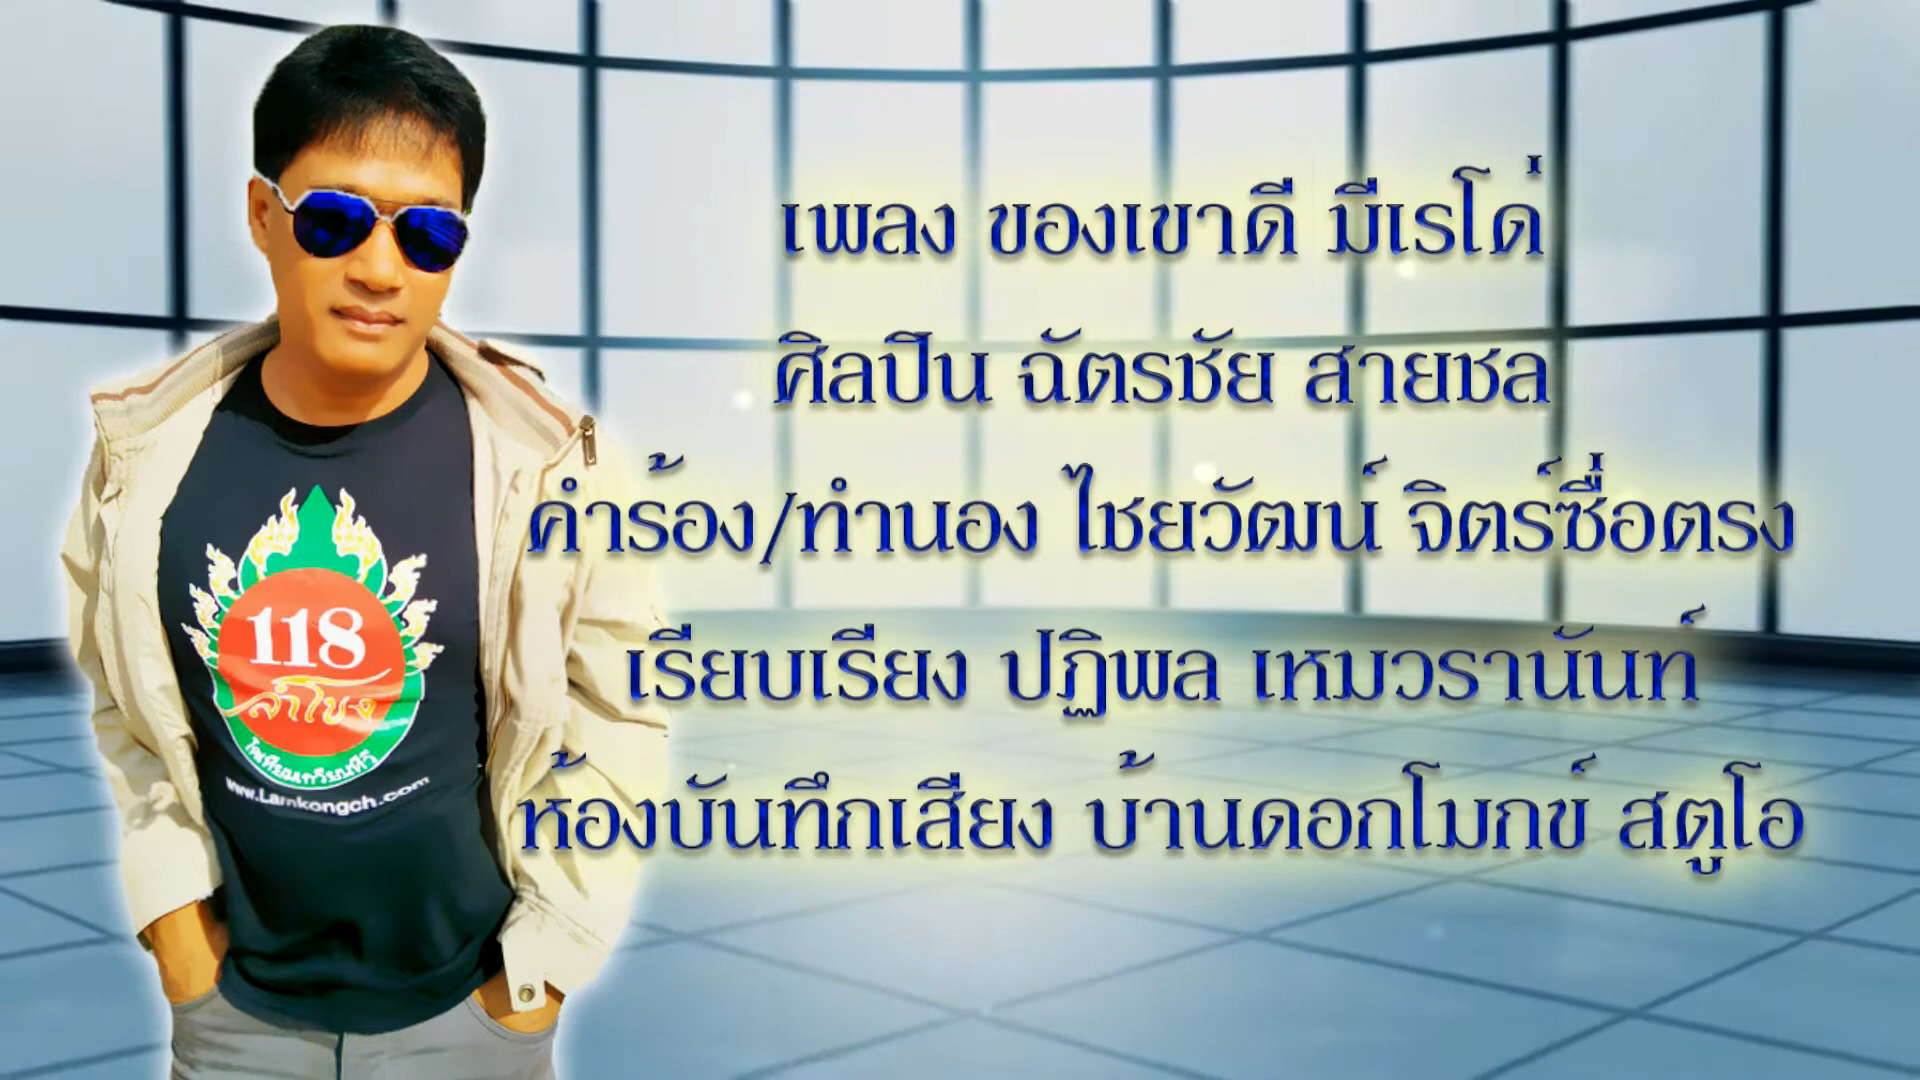 เพลง ของเขาดี มีเรโด่
ศิลปิน ฉัตรชัย สายชล
คำร้อง/ทำนอง ไชยวัฒน์ จิตร์ซื่อตรง
เรียบเรียง ปฏิพล เหมวรานันท์
ห้องบันทึกเสียง บ้านดอกโมกข์ สตูโอ
118
ลำโขง
www.Lamkongch.com